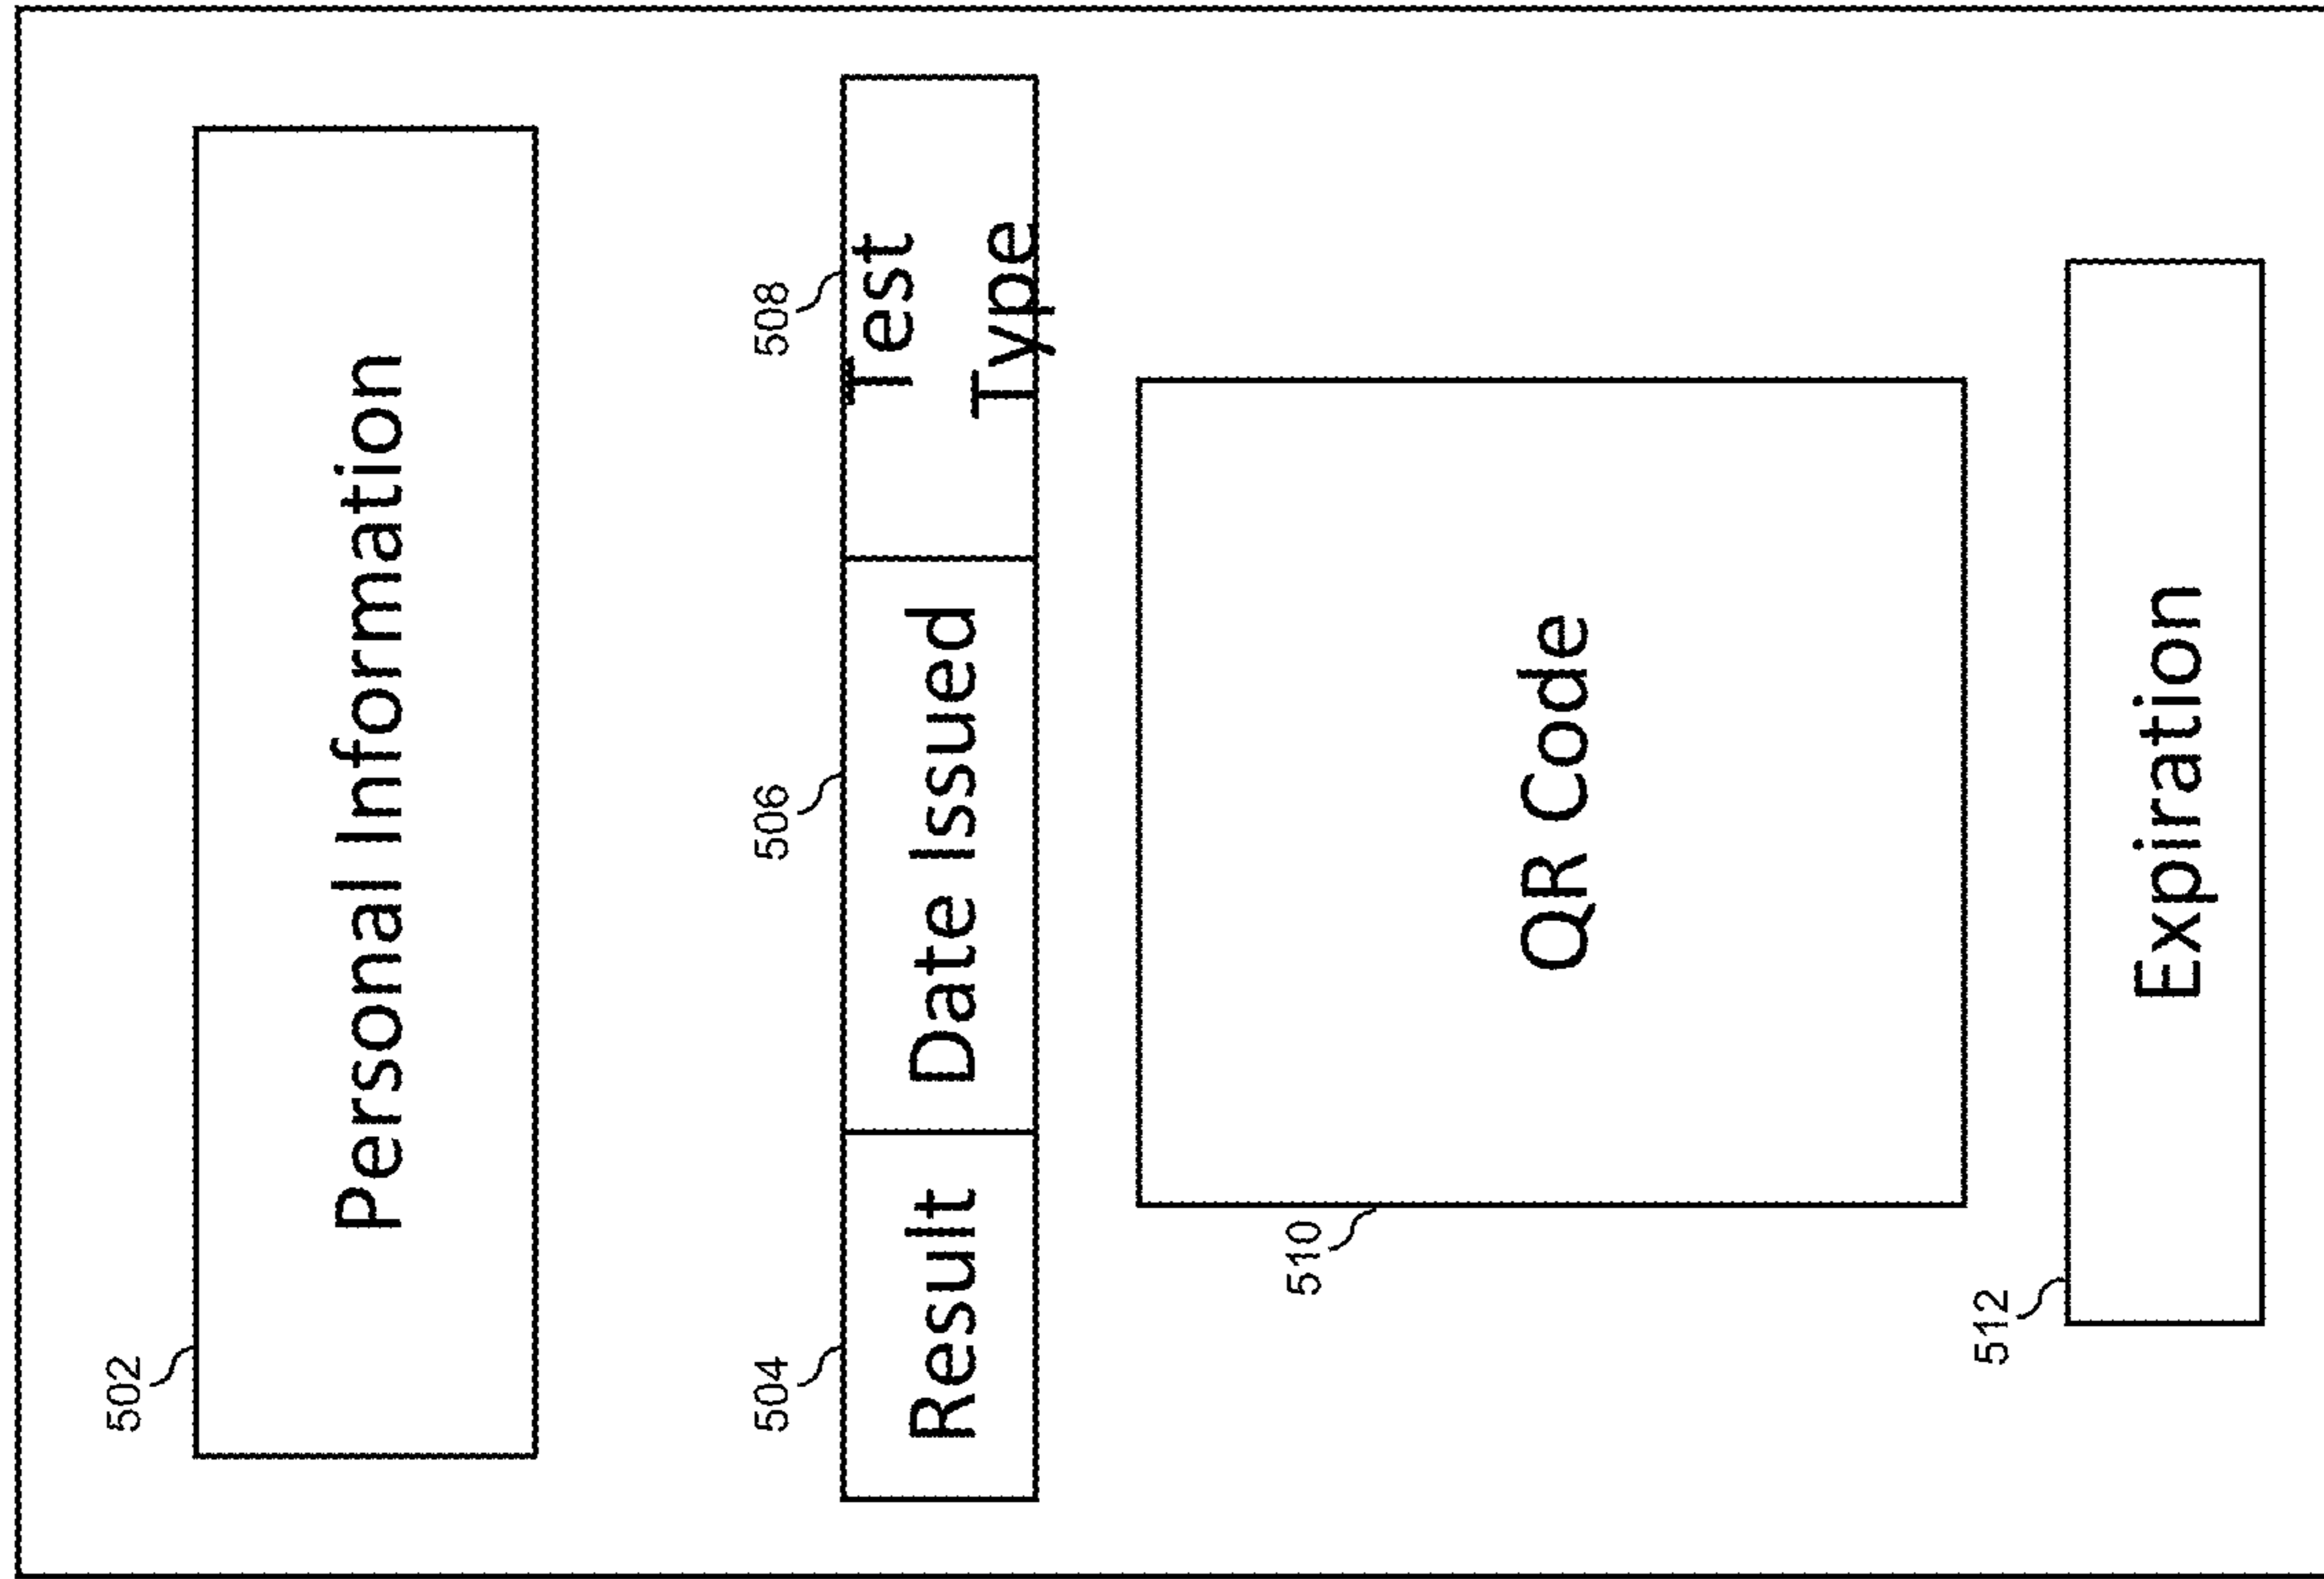 502
Personal Information
504
506
508
Result
Date Issued
Test
Type
510
QR Code
512
Expiration